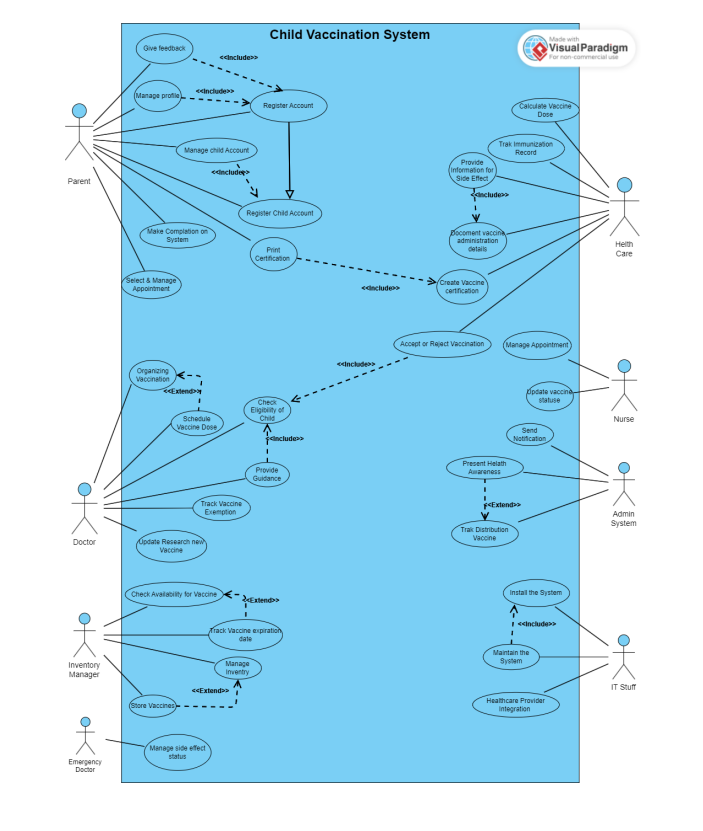 Child Vaccination System
Made with
Visual Paradigm
For non-commercial use
Give feedback
<<Include>>
Manage profile
<<Include>>
Register Account
Calculate Vaccine
Dose
Trak Immunization
Record
Manage child Account
<<Include>>
Provide
Information for
Side Effect
<<Include>>
Parent
Register Child Account
Make Complation on
System
Print
Certification
Docoment vaccine
administration
details
Helth
Care
Select & Manage
Appointment
<<Include>>
Create Vaccine
certification
Accept or Reject Vaccination
Manage Appointment
<<Include>>
Organizing
Vaccination
<<Extend>>
Update vaccine
statuse
Nurse
Schedule
Vaccine Dose
Check
Eligibility of
Child
<<Include>>
Send
Notification
Provide
Guidance
Present Helath
Awareness
<<Extend>>
Admin
System
Track Vaccine
Exemption
Trak Distribution
Vaccine
Doctor
Update Research new
Vaccine
Check Availability for Vaccine
<<Extend>>
Install the System
<<Include>>
Track Vaccine expiration
date
Inventory
Manager
Manage
Inventry
Maintain the
System
IT Stuff
<<Extend>>
Store Vaccines
Healthcare Provider
Integration
Manage side effect
status
Emergency
Doctor